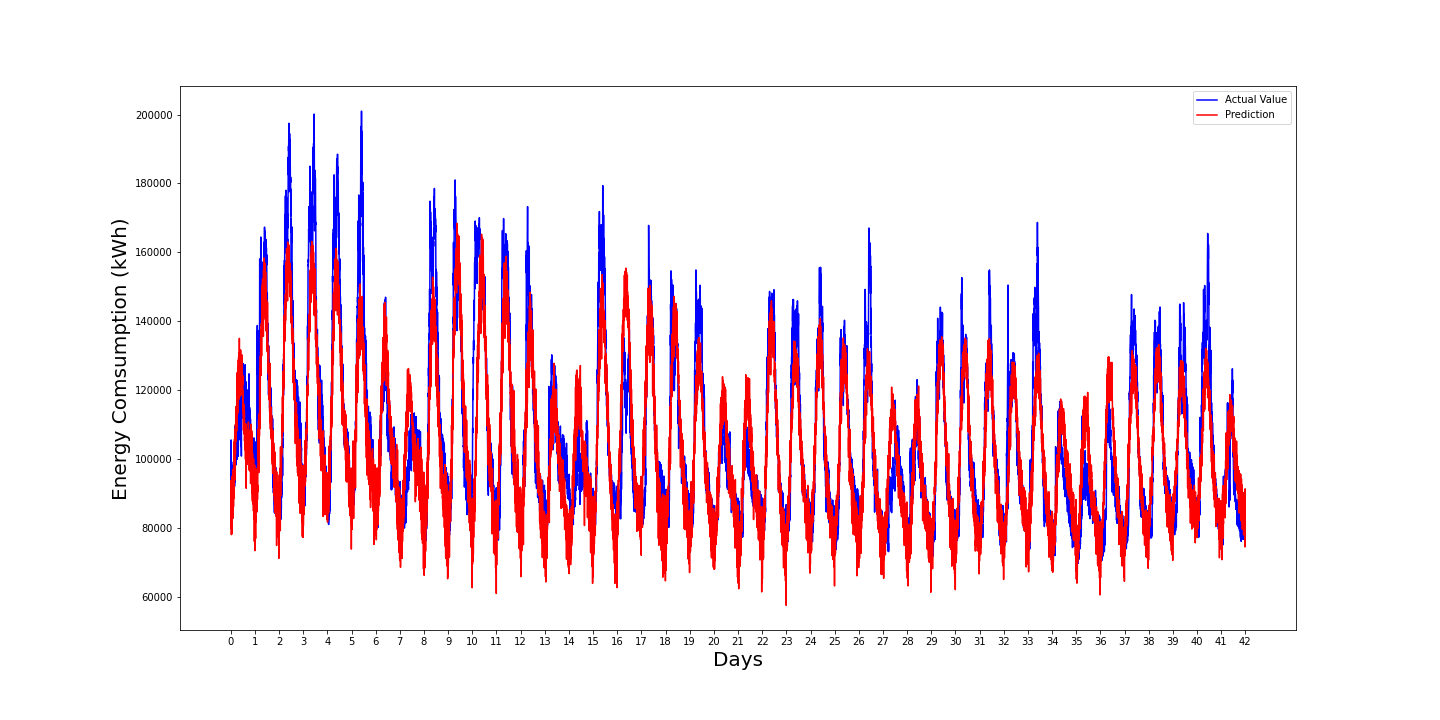 Actual Value
Prediction
200000
180000
160000
140000
120000
100000
80000
60000
Energy Comsumption (kWh)
0 1 2 3 4 5 6 7 8 9 10 11 12 13 14 15 16 17 18 19 20 21 22 23 24 25 26 27 28 29 30 31 32 33 34 35 36 37 38 39 40 41 42
Days